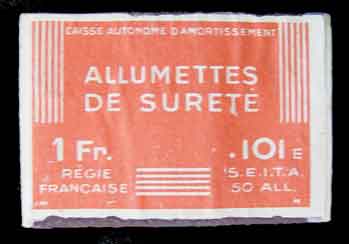 CAISSE AUTONOME D'AMORTISSEMENT
ALLUMETTES
DE SURETÉ
1 Fr. .101 E
RÉGIE S.E.I.T.A.
FRANÇAISE 50 ALL.